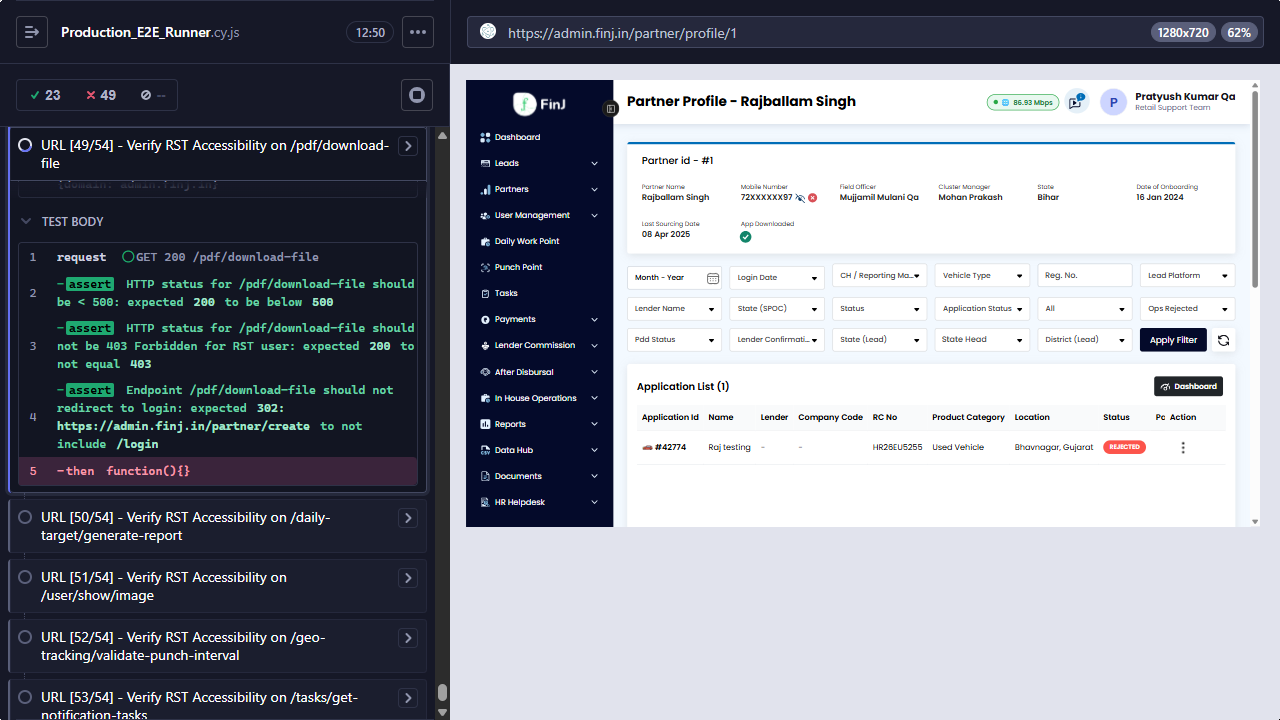 Production_E2E_Runner.cy.js
12:50
23
49
--
URL [49/54] - Verify RST Accessibility on /pdf/download-
file
[domain: admin.finj.in]
TEST BODY
1 request GET 200 /pdf/download-file
2 -assert HTTP status for /pdf/download-file should
be < 500: expected 200 to be below 500
3 -assert HTTP status for /pdf/download-file should
not be 403 Forbidden for RST user: expected 200 to
not equal 403
4 -assert Endpoint /pdf/download-file should not
redirect to login: expected 302:
https://admin.finj.in/partner/create to not
include /login
5 -then function(){}
URL [50/54] - Verify RST Accessibility on /daily-
target/generate-report
URL [51/54] - Verify RST Accessibility on
/user/show/image
URL [52/54] - Verify RST Accessibility on /geo-
tracking/validate-punch-interval
URL [53/54] - Verify RST Accessibility on /tasks/get-
notification-tasks
https://admin.finj.in/partner/profile/1
1280x720
62%
FinJ
Dashboard
Leads
Partners
User Management
Daily Work Point
Punch Point
Tasks
Payments
Lender Commission
After Disbursal
In House Operations
Reports
Data Hub
Documents
HR Helpdesk
Partner Profile - Rajballam Singh
86.93 Mbps
P
Pratyush Kumar Qa
Retail Support Team
Partner id - #1
Partner Name Mobile Number Field Officer Cluster Manager State Date of Onboarding
Rajballam Singh 72XXXXXX97 Mujjamil Mulani Qa Mohan Prakash Bihar 16 Jan 2024
Last Sourcing Date App Downloaded
08 Apr 2025
Month - Year Login Date CH / Reporting Ma... Vehicle Type Reg. No. Lead Platform
Lender Name State (SPOC) Status Application Status All Ops Rejected
Pdd Status Lender Confirmati... State (Lead) State Head District (Lead) Apply Filter
Application List (1)
Dashboard
Application Id Name Lender Company Code RC No Product Category Location Status Pc Action
#42774 Raj testing - - HR26EU5255 Used Vehicle Bhavnagar, Gujarat REJECTED